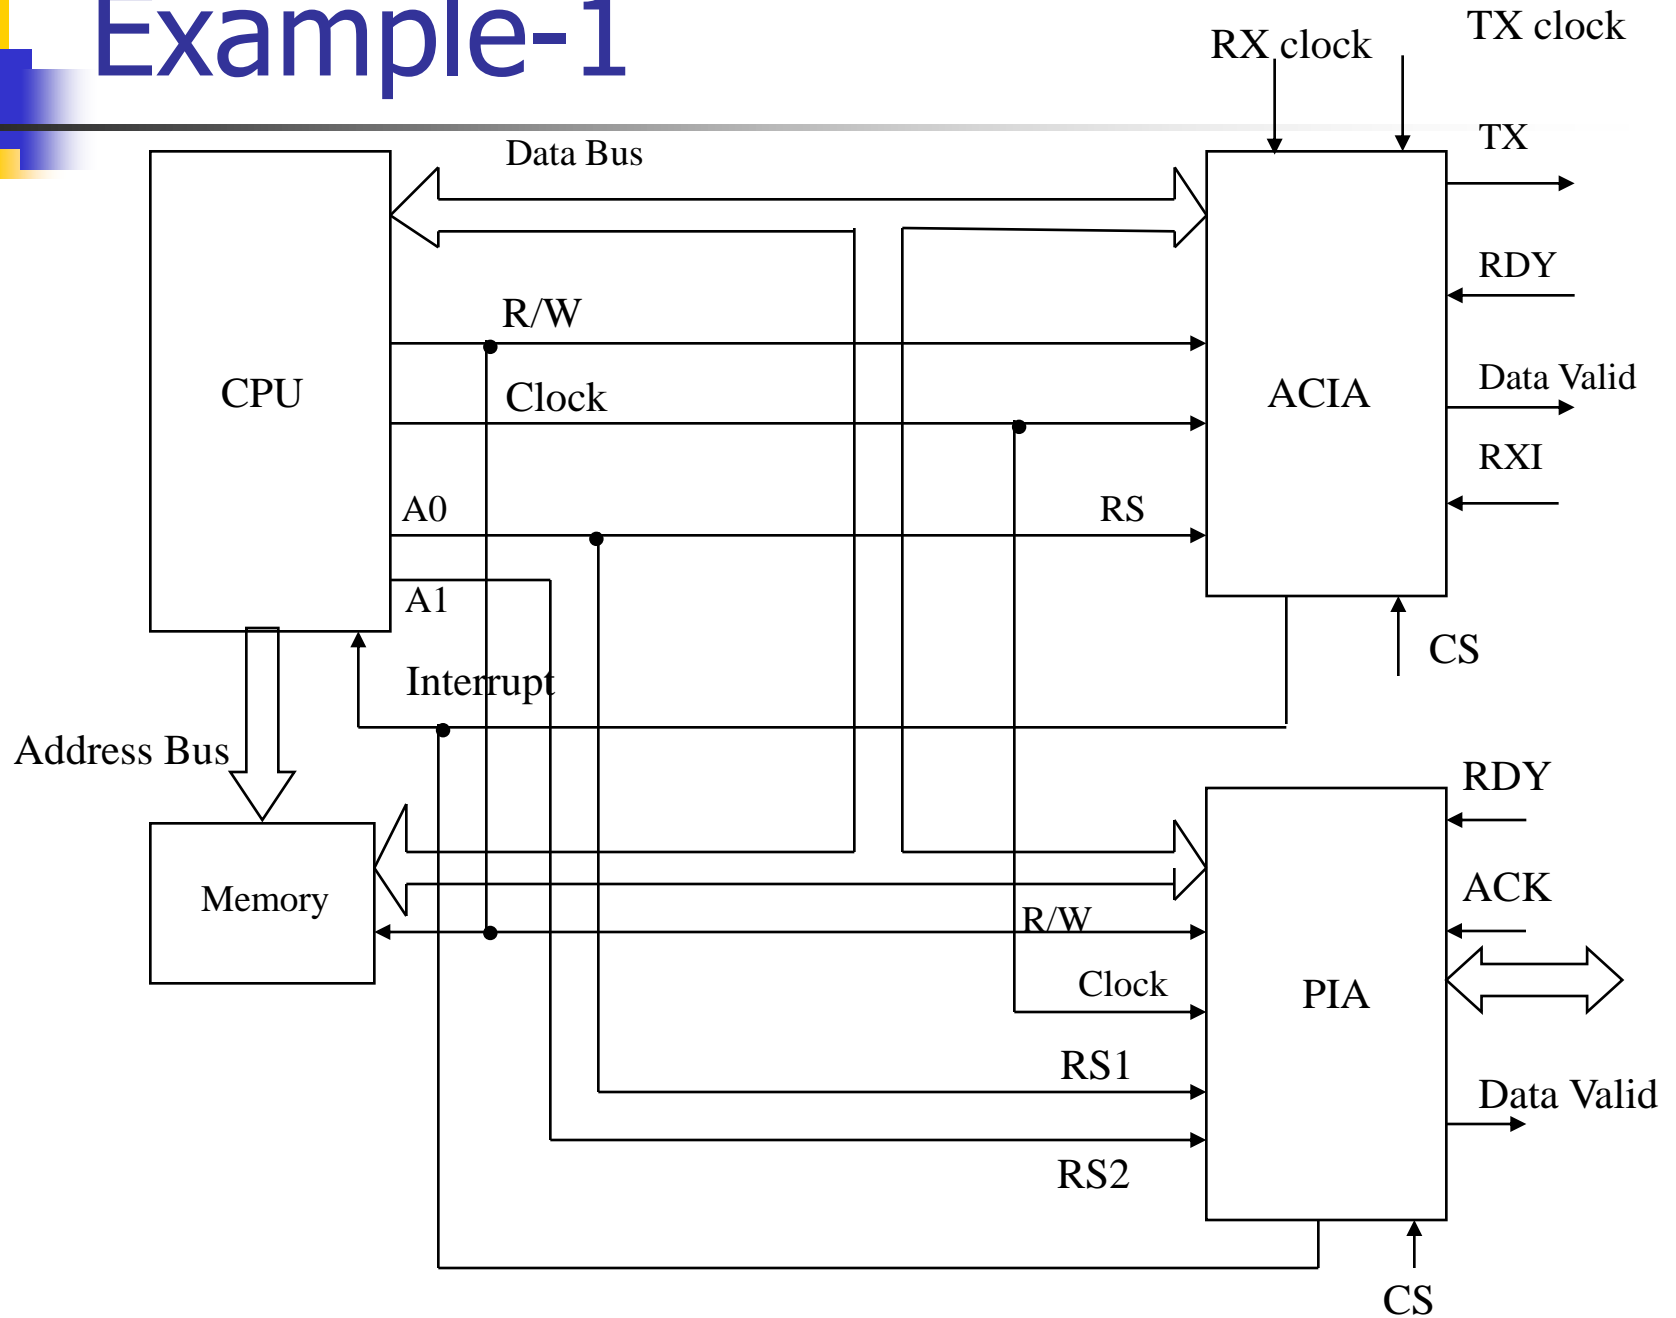 Example-1
RX clock
TX clock
Data Bus
TX
RDY
R/W
CPU
Clock
ACIA
Data Valid
RXI
A0
RS
A1
CS
Interrupt
Address Bus
RDY
Memory
ACK
R/W
Clock
PIA
RS1
Data Valid
RS2
CS